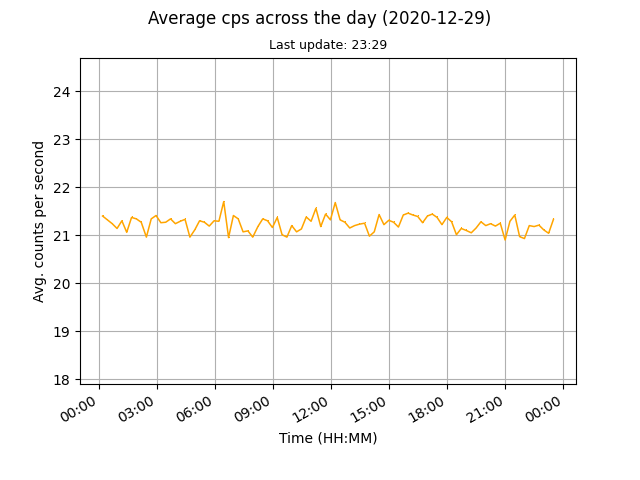 Average cps across the day (2020-12-29)
Last update: 23:29
24
23
22
21
20
19
18
Avg. counts per second
00:00 03:00 06:00 09:00 12:00 15:00 18:00 21:00 00:00
Time (HH:MM)